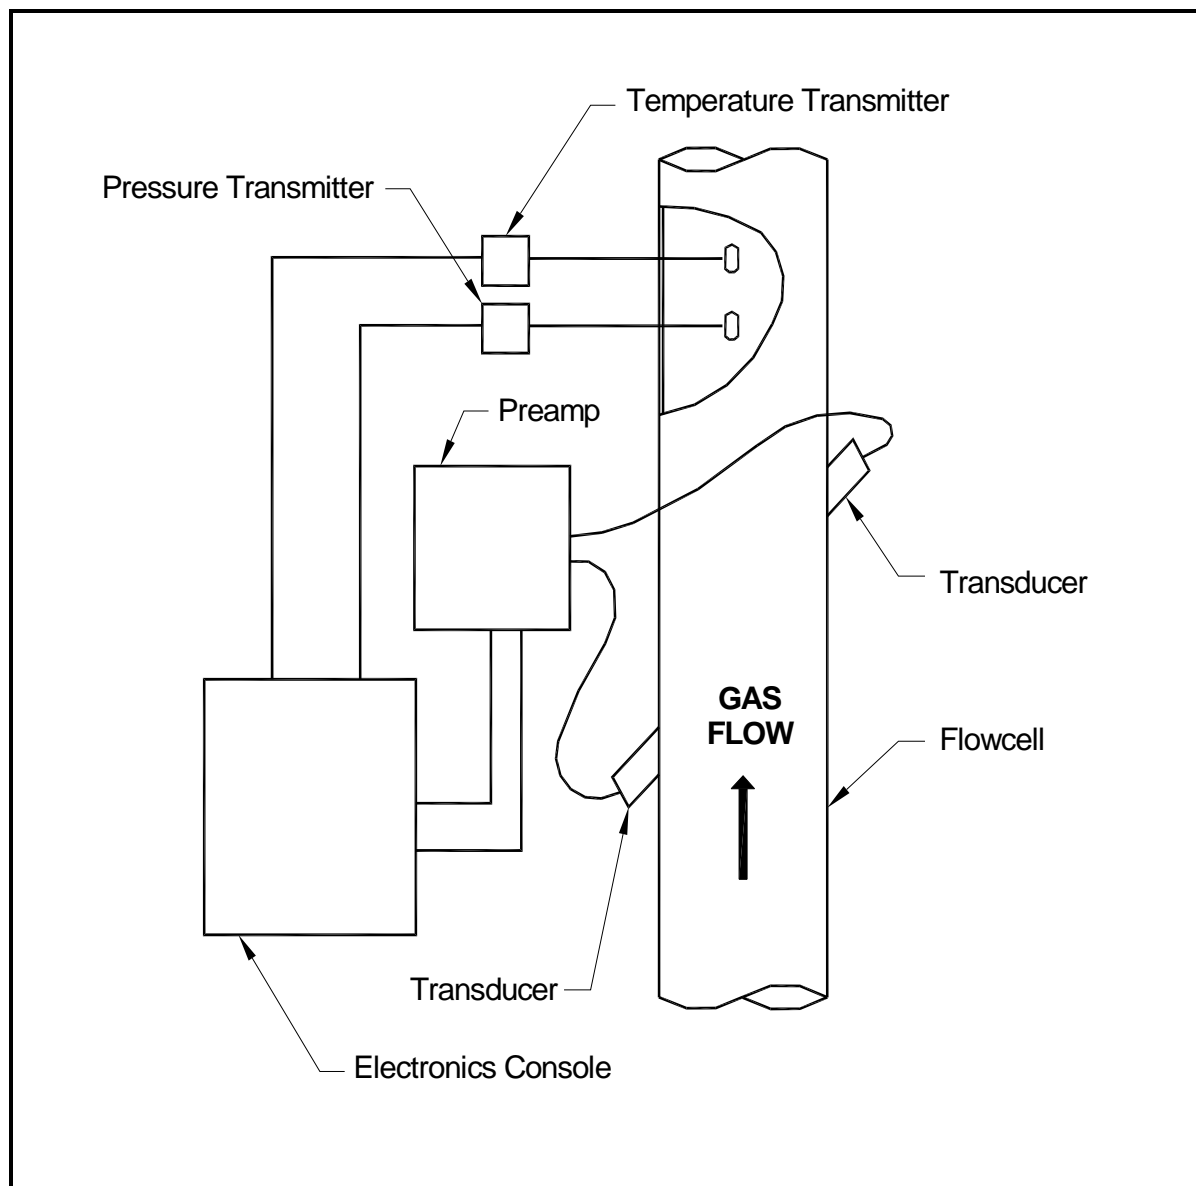 Temperature Transmitter
Pressure Transmitter
Preamp
Transducer
GAS
FLOW
Flowcell
Transducer
Electronics Console